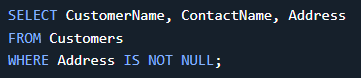 SELECT CustomerName, ContactName, Address
FROM Customers
WHERE Address IS NOT NULL;